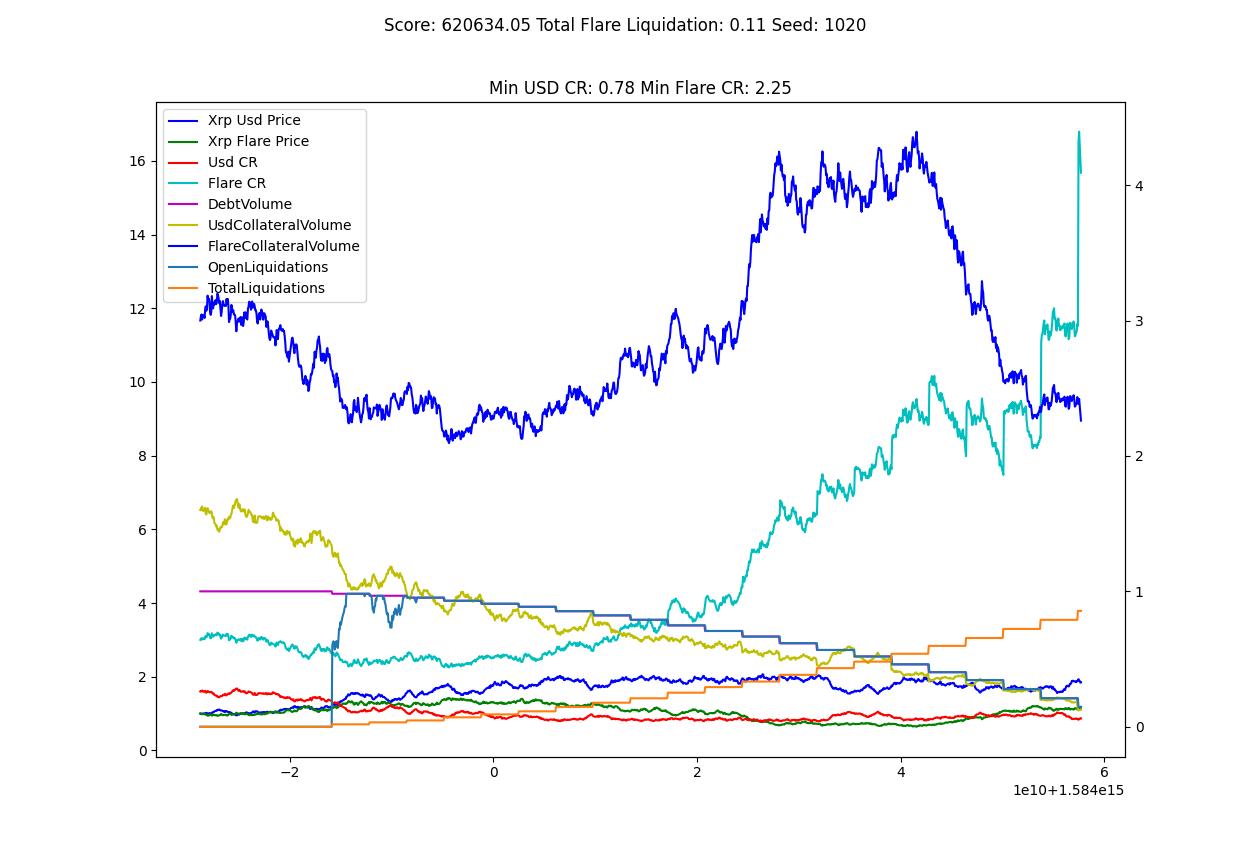 Score: 620634.05 Total Flare Liquidation: 0.11 Seed: 1020
Min USD CR: 0.78 Min Flare CR: 2.25
Xrp Usd Price
Xrp Flare Price
Usd CR
Flare CR
DebtVolume
UsdCollateralVolume
FlareCollateralVolume
OpenLiquidations
TotalLiquidations
16
14
12
10
8
6
4
2
0
4
3
2
1
0
−2
0
2
4
6
1e10+1.584e15